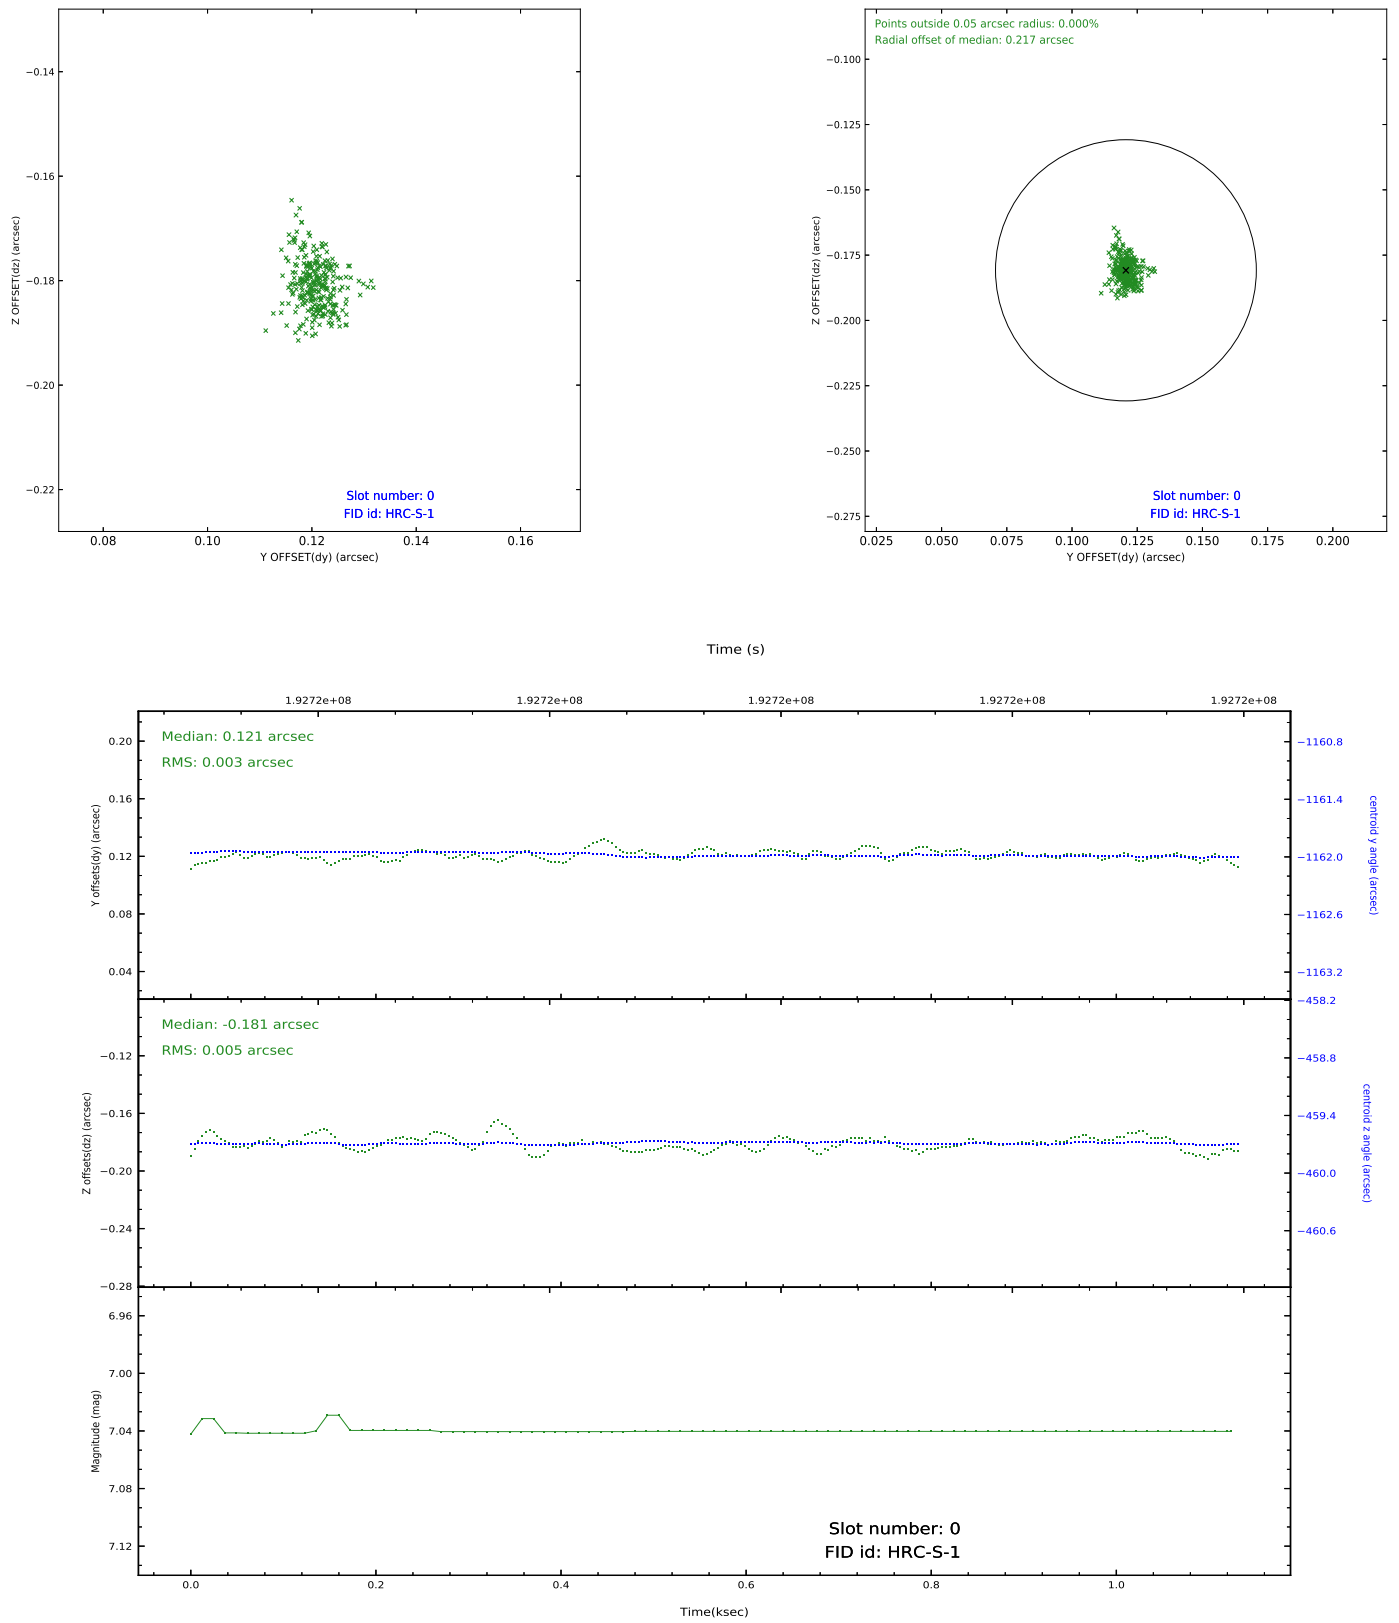 −0.14
−0.16
−0.18
−0.20
−0.22
Z OFFSET(dz) (arcsec)
0.08
0.10
0.12
0.14
0.16
Y OFFSET(dy) (arcsec)
Slot number: 0
FID id: HRC-S-1
Points outside 0.05 arcsec radius: 0.000%
Radial offset of median: 0.217 arcsec
−0.100
−0.125
−0.150
−0.175
−0.200
−0.225
−0.250
−0.275
Z OFFSET(dz) (arcsec)
0.025
0.050
0.075
0.100
0.125
0.150
0.175
0.200
Y OFFSET(dy) (arcsec)
Slot number: 0
FID id: HRC-S-1
Time (s)
1.9272e+08
1.9272e+08
1.9272e+08
1.9272e+08
1.9272e+08
Median: 0.121 arcsec
RMS: 0.003 arcsec
0.20
0.16
0.12
0.08
0.04
Y offsets(dy) (arcsec)
−1160.8
−1161.4
−1162.0
−1162.6
−1163.2
centroid y angle (arcsec)
Median: -0.181 arcsec
RMS: 0.005 arcsec
−0.12
−0.16
−0.20
−0.24
−0.28
Z offsets(dz) (arcsec)
−458.2
−458.8
−459.4
−460.0
−460.6
centroid z angle (arcsec)
6.96
7.00
7.04
7.08
7.12
Magnitude (mag)
Slot number: 0
FID id: HRC-S-1
0.0
0.2
0.4
0.6
0.8
1.0
Time(ksec)